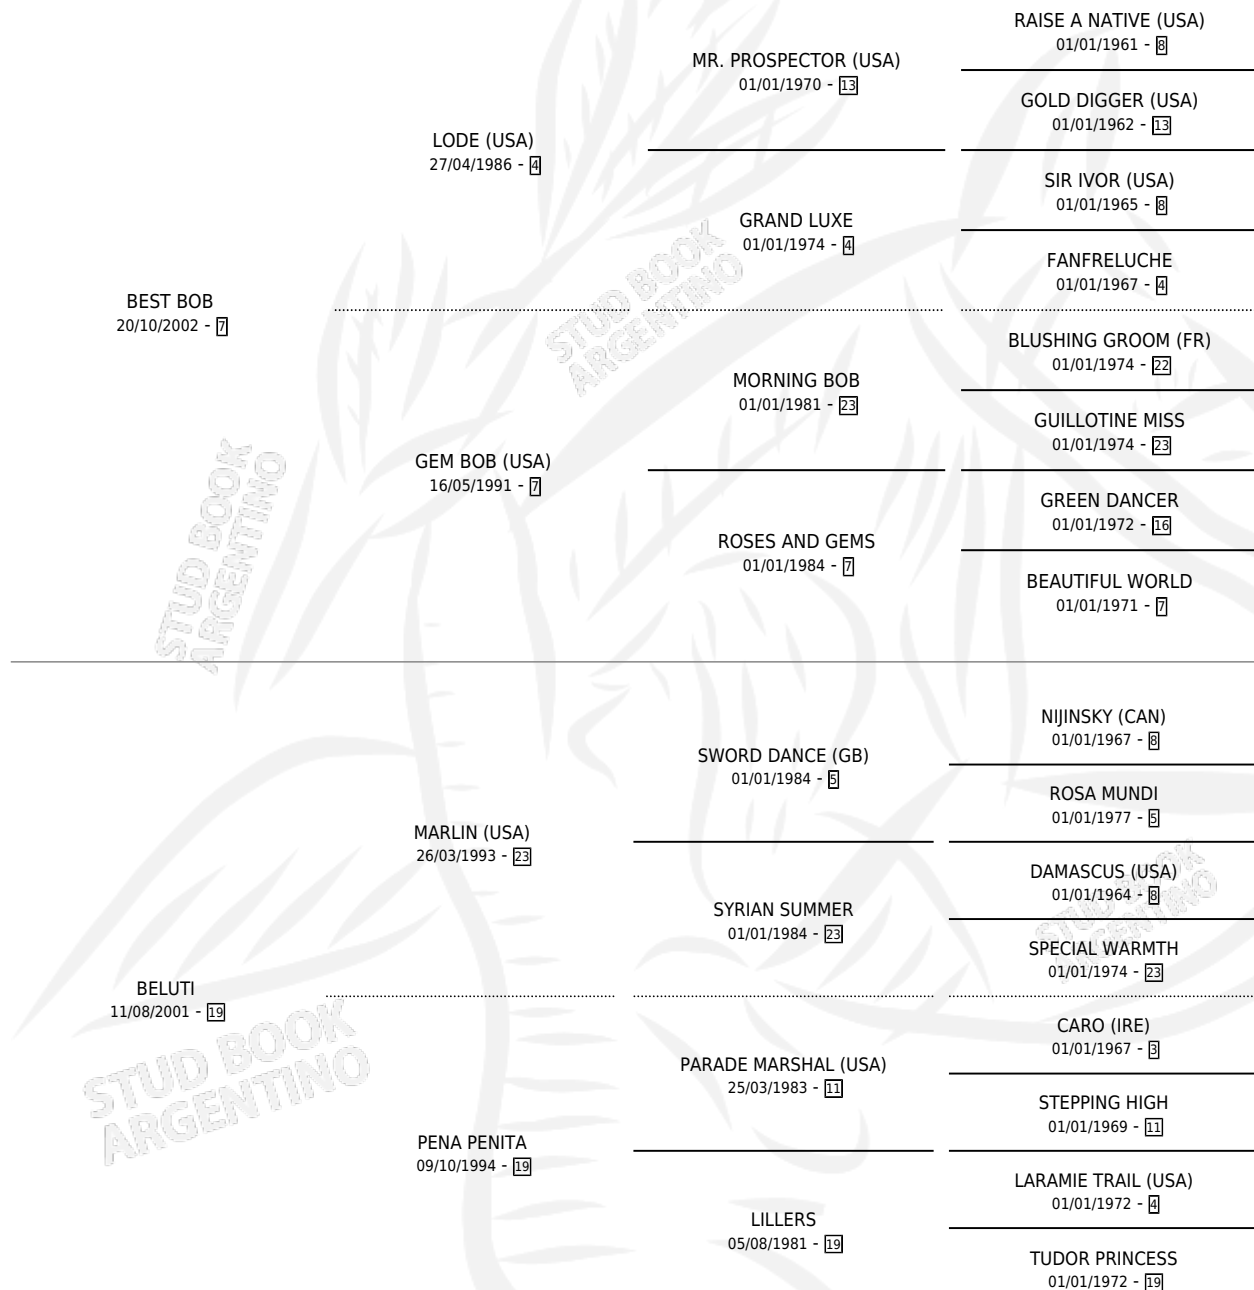 RAISE A NATIVE (USA)
01/01/1961 - 8
MR. PROSPECTOR (USA)
01/01/1970 - 13
GOLD DIGGER (USA)
01/01/1962 - 13
LODE (USA)
27/04/1986 - 4
SIR IVOR (USA)
01/01/1965 - 8
GRAND LUXE
01/01/1974 - 4
FANFRELUCHE
01/01/1967 - 4
BEST BOB
20/10/2002 - 7
STUD BOOK
ARGENTINO
BLUSHING GROOM (FR)
01/01/1974 - 22
MORNING BOB
01/01/1981 - 23
GUILLOTINE MISS
01/01/1974 - 23
GEM BOB (USA)
16/05/1991 - 7
GREEN DANCER
01/01/1972 - 16
ROSES AND GEMS
01/01/1984 - 7
BEAUTIFUL WORLD
01/01/1971 - 7
STUD BOOK
ARGENTINO
NIJINSKY (CAN)
01/01/1967 - 8
SWORD DANCE (GB)
01/01/1984 - 5
ROSA MUNDI
01/01/1977 - 5
MARLIN (USA)
26/03/1993 - 23
DAMASCUS (USA)
01/01/1964 - 8
SYRIAN SUMMER
01/01/1984 - 23
SPECIAL WARMTH
01/01/1974 - 23
STUD BOOK
ARGENTINO
BELUTI
11/08/2001 - 19
CARO (IRE)
01/01/1967 - 3
PARADE MARSHAL (USA)
25/03/1983 - 11
STEPPING HIGH
01/01/1969 - 11
STUD BOOK
ARGENTINO
PENA PENITA
09/10/1994 - 19
LARAMIE TRAIL (USA)
01/01/1972 - 4
LILLERS
05/08/1981 - 19
TUDOR PRINCESS
01/01/1972 - 19